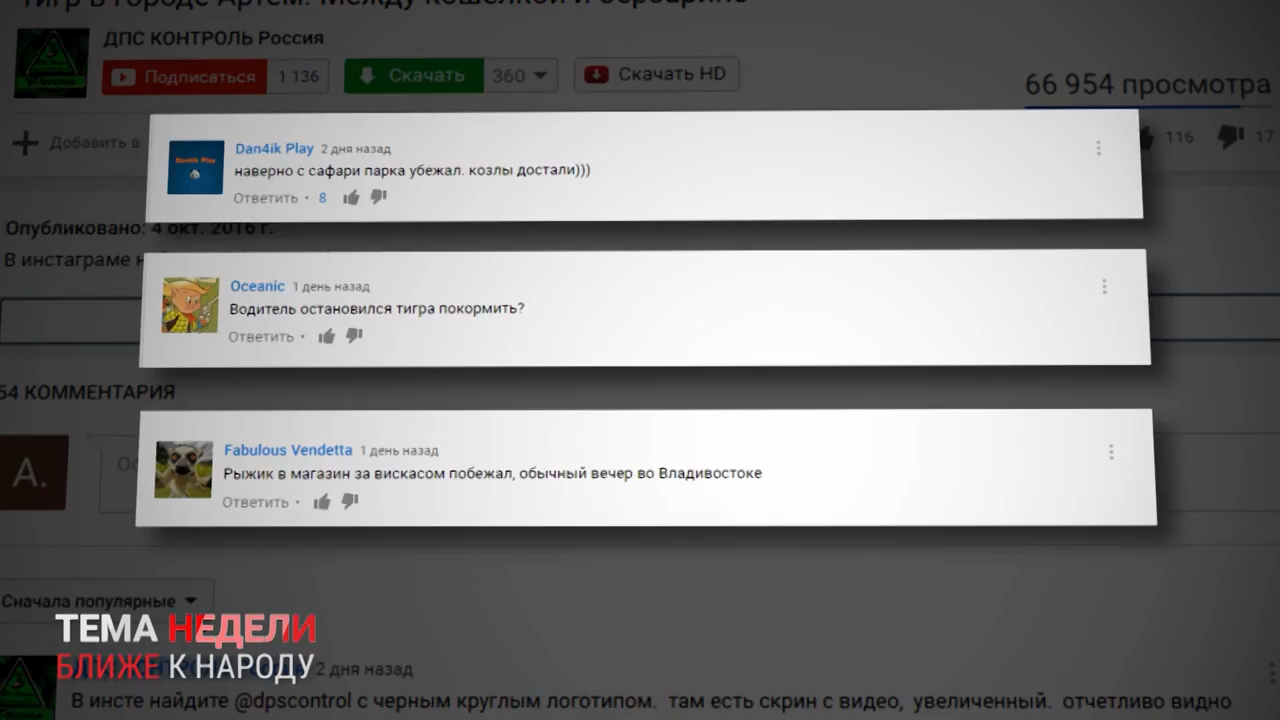 тигр в городе Артем. Между кошелкой и
ДПС КОНТРОЛЬ Россия
Подписаться 1 136 Скачать 360 Скачать HD
66 954 просмотра
Добавить в
116 17
Dan4ik Play 2 дня назад
Dan4ik Play
наверно с сафари парка убежал. козлы достали)))
Ответить • 8
Опубликовано: 4 окт. 2016 г.
В инстаграме
Oceanic 1 день назад
Водитель остановился тигра покормить?
Ответить •
54 КОММЕНТАРИЯ
A.
Ос
Fabulous Vendetta 1 день назад
Рыжик в магазин за вискасом побежал, обычный вечер во Владивостоке
Ответить •
Сначала популярные
ТЕМА НЕДЕЛИ
БЛИЖЕ К НАРОДУ
2 дня назад
В инсте найдите @dpscontrol с черным круглым логотипом. там есть скрин с видео, увеличенный. отчетливо видно